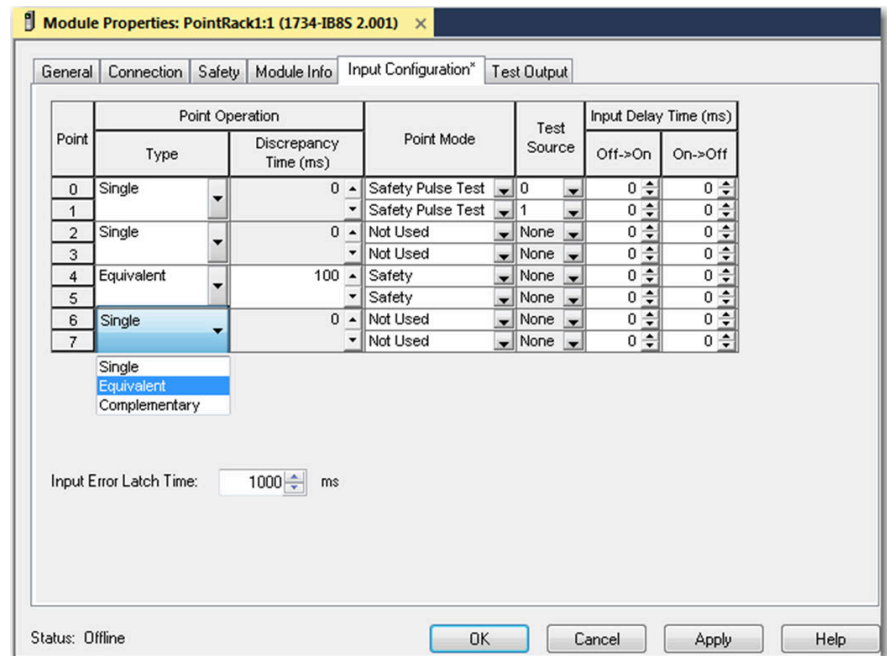 Module Properties: PointRack1:1 (1734-IB8S 2.001) ×
General Connection Safety Module Info Input Configuration* Test Output
Point Point Operation Point Mode Test Source Input Delay Time (ms)
Type Discrepancy Time (ms) Off->On On->Off
0 Single 0 Safety Pulse Test 0 0 0
1 Safety Pulse Test 1 0 0
2 Single 0 Not Used None 0 0
3 Not Used None 0 0
4 Equivalent 100 Safety None 0 0
5 Safety None 0 0
6 Single 0 Not Used None 0 0
7 Not Used None 0 0
Single
Equivalent
Complementary
Input Error Latch Time: 1000 ms
Status: Offline OK Cancel Apply Help